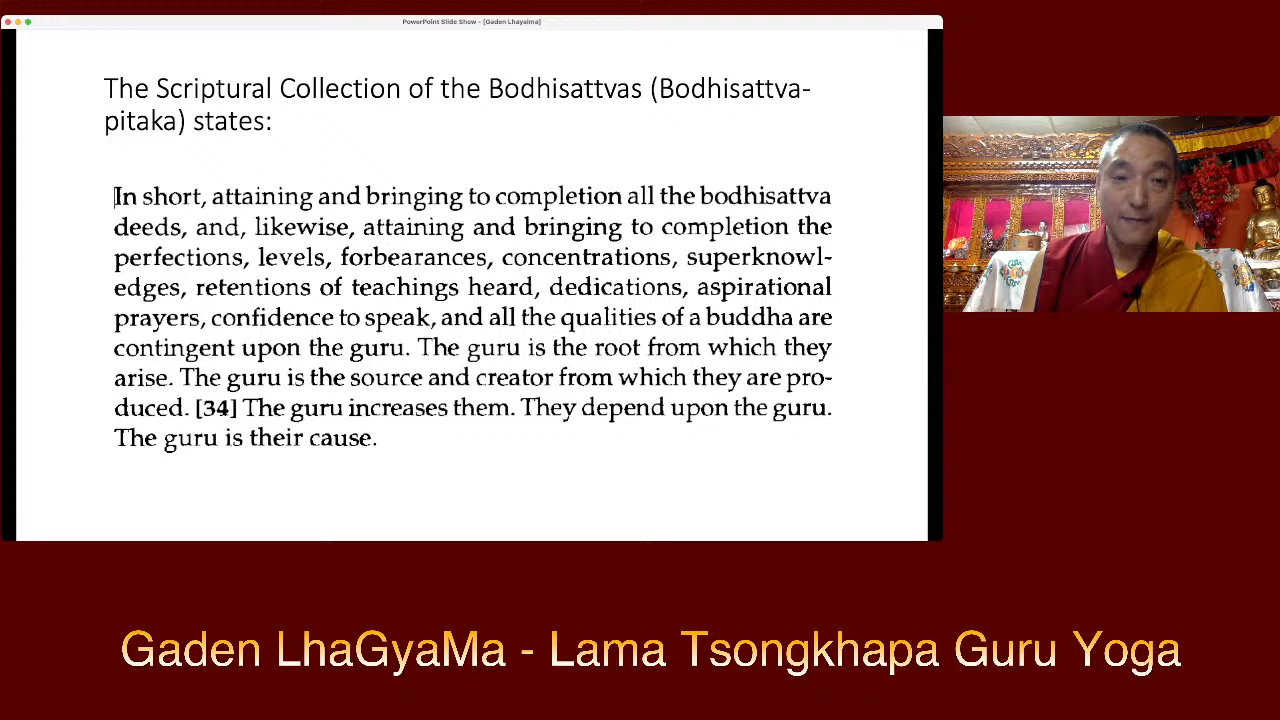 PowerPoint Slide Show - [Gaden Lhayalma]
The Scriptural Collection of the Bodhisattvas (Bodhisattva-
pitaka) states:
In short, attaining and bringing to completion all the bodhisattva
deeds, and, likewise, attaining and bringing to completion the
perfections, levels, forbearances, concentrations, superknowl-
edges, retentions of teachings heard, dedications, aspirational
prayers, confidence to speak, and all the qualities of a buddha are
contingent upon the guru. The guru is the root from which they
arise. The guru is the source and creator from which they are pro-
duced. [34] The guru increases them. They depend upon the guru.
The guru is their cause.
Gaden LhaGyaMa - Lama Tsongkhapa Guru Yoga